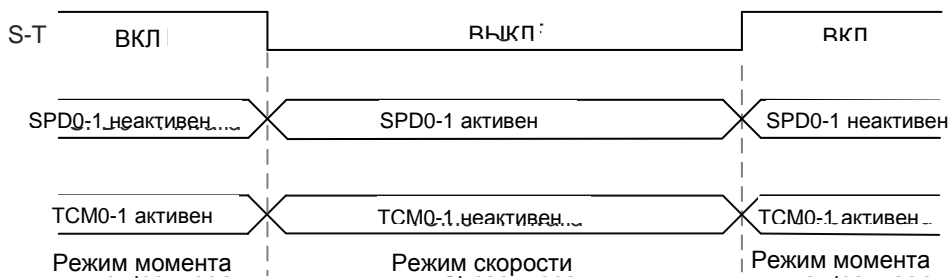 S-T ВКЛ ВЫКЛ ВКЛ
SPD0-1 неактивен SPD0-1 активен SPD0-1 неактивен
TCM0-1 активен TCM0-1 неактивен TCM0-1 активен
Режим момента Режим скорости Режим момента